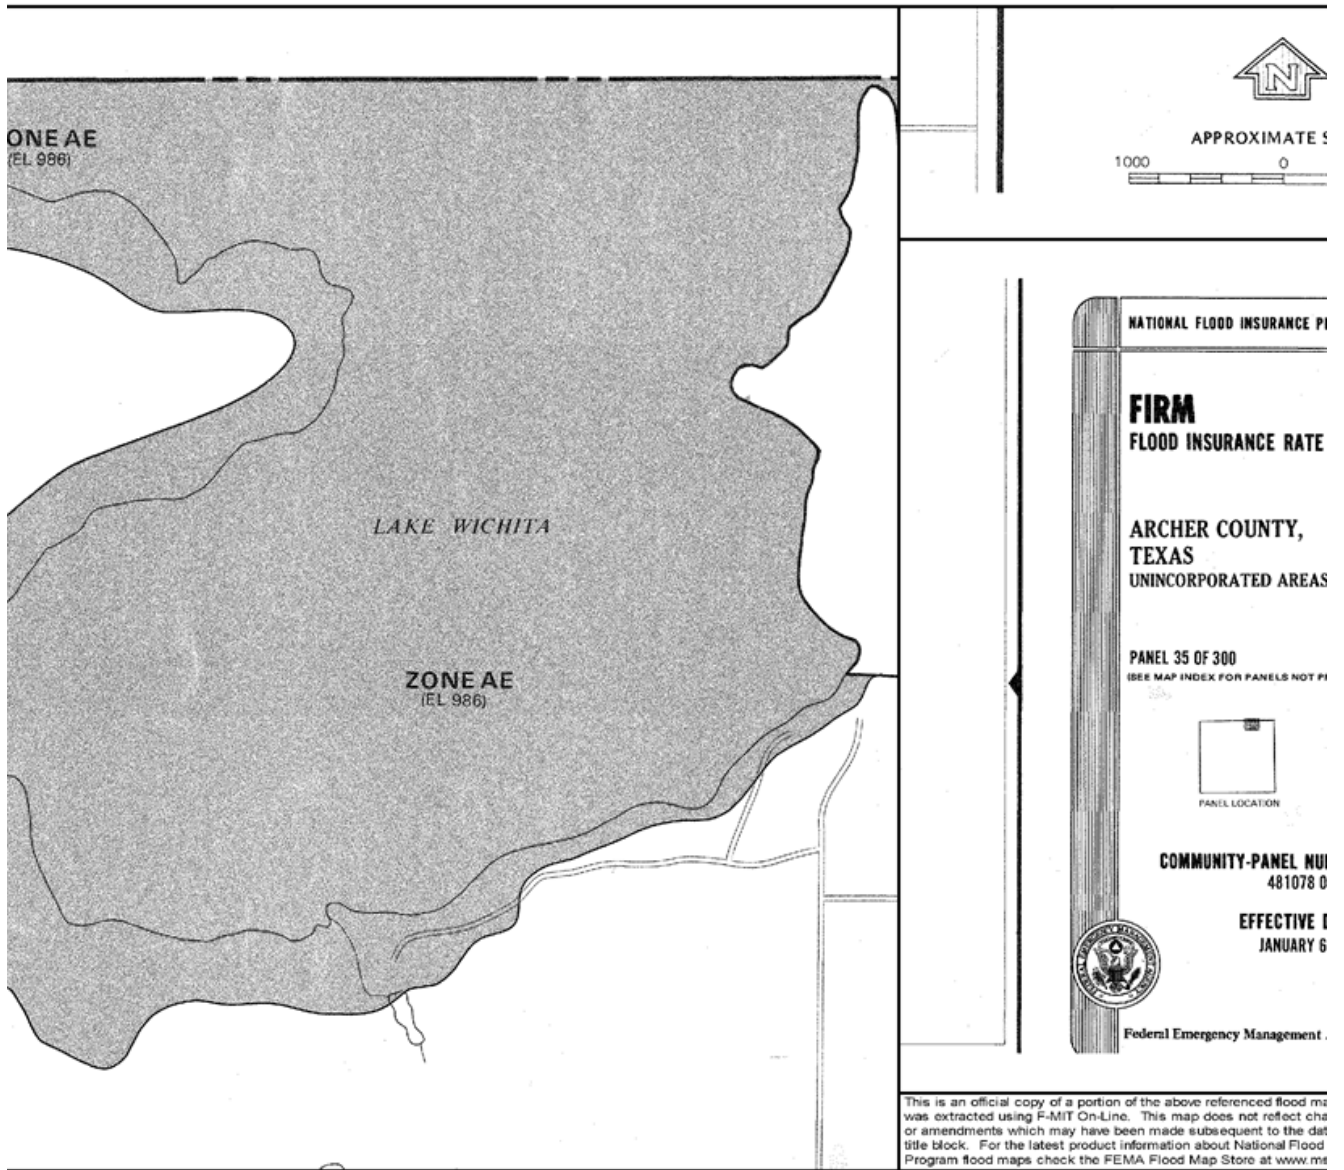 ONE AE
(EL 986)
LAKE WICHITA
ZONE AE
(EL 986)
N
APPROXIMATE S
1000 0
NATIONAL FLOOD INSURANCE P
FIRM
FLOOD INSURANCE RATE
ARCHER COUNTY,
TEXAS
UNINCORPORATED AREAS
PANEL 35 OF 300
(SEE MAP INDEX FOR PANELS NOT P
PANEL LOCATION
COMMUNITY-PANEL NU
481078 0
EFFECTIVE D
JANUARY 6
FEDERAL EMERGENCY MANAGEMENT AGENCY
Federal Emergency Management
This is an official copy of a portion of the above referenced flood ma
was extracted using F-MIT On-Line. This map does not reflect cha
or amendments which may have been made subsequent to the dat
title block. For the latest product information about National Flood
Program flood maps check the FEMA Flood Map Store at www.ms